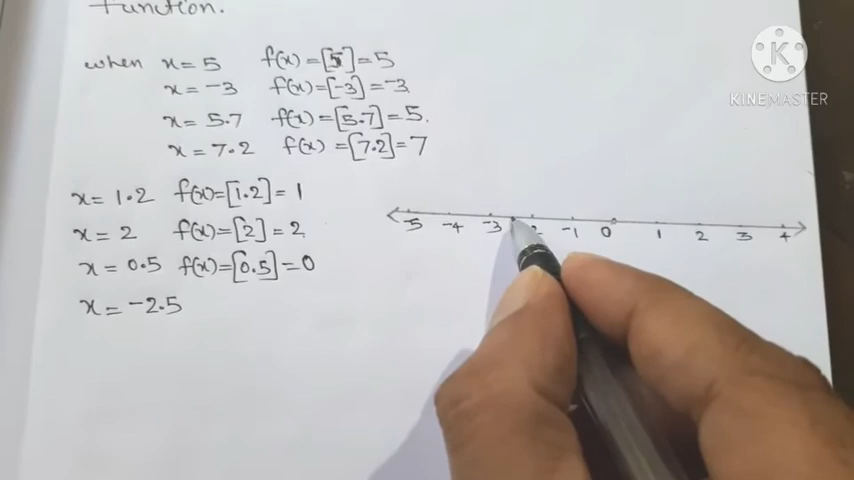 Function.
when x = 5 f(x) = [5] = 5
x = -3 f(x) = [-3] = -3
x = 5.7 f(x) = [5.7] = 5.
x = 7.2 f(x) = [7.2] = 7
x = 1.2 f(x) = [1.2] = 1
x = 2 f(x) = [2] = 2
x = 0.5 f(x) = [0.5] = 0
x = -2.5
-5 -4 -3 -1 0 1 2 3 4
K
KINEMASTER